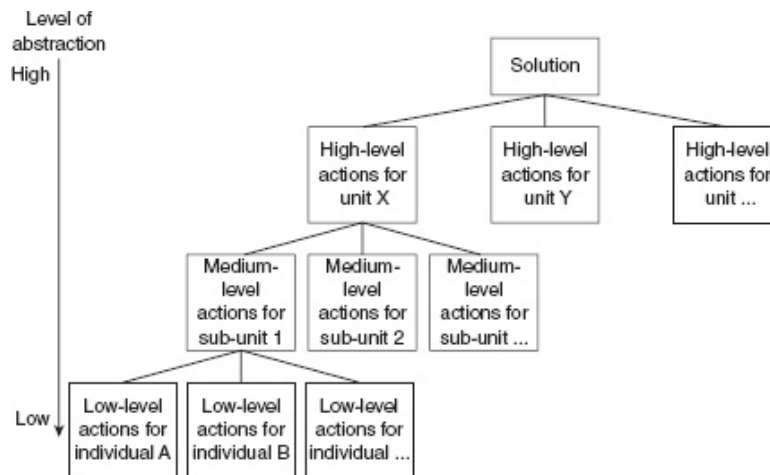 Level of
abstraction
High
Solution
High-level
actions for
unit X
High-level
actions for
unit Y
High-level
actions for
unit ...
Medium-
level
actions for
sub-unit 1
Medium-
level
actions for
sub-unit 2
Medium-
level
actions for
sub-unit ...
Low
Low-level
actions for
individual A
Low-level
actions for
individual B
Low-level
actions for
individual ...